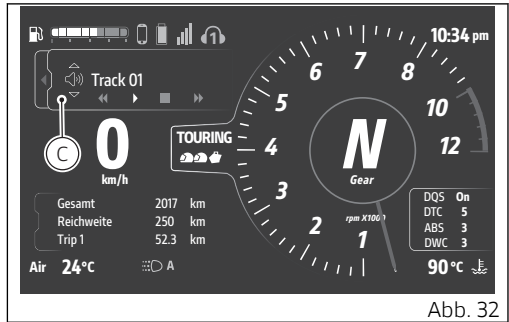 1
10:34 pm
Track 01
C
0
km/h
TOURING
Gesamt 2017 km
Reichweite 250 km
Trip 1 52.3 km
Air 24°C
A
1
2
3
4
5
6
7
8
10
12
rpm X1000
N
Gear
DQS On
DTC 5
ABS 3
DWC 3
90°C
Abb. 32